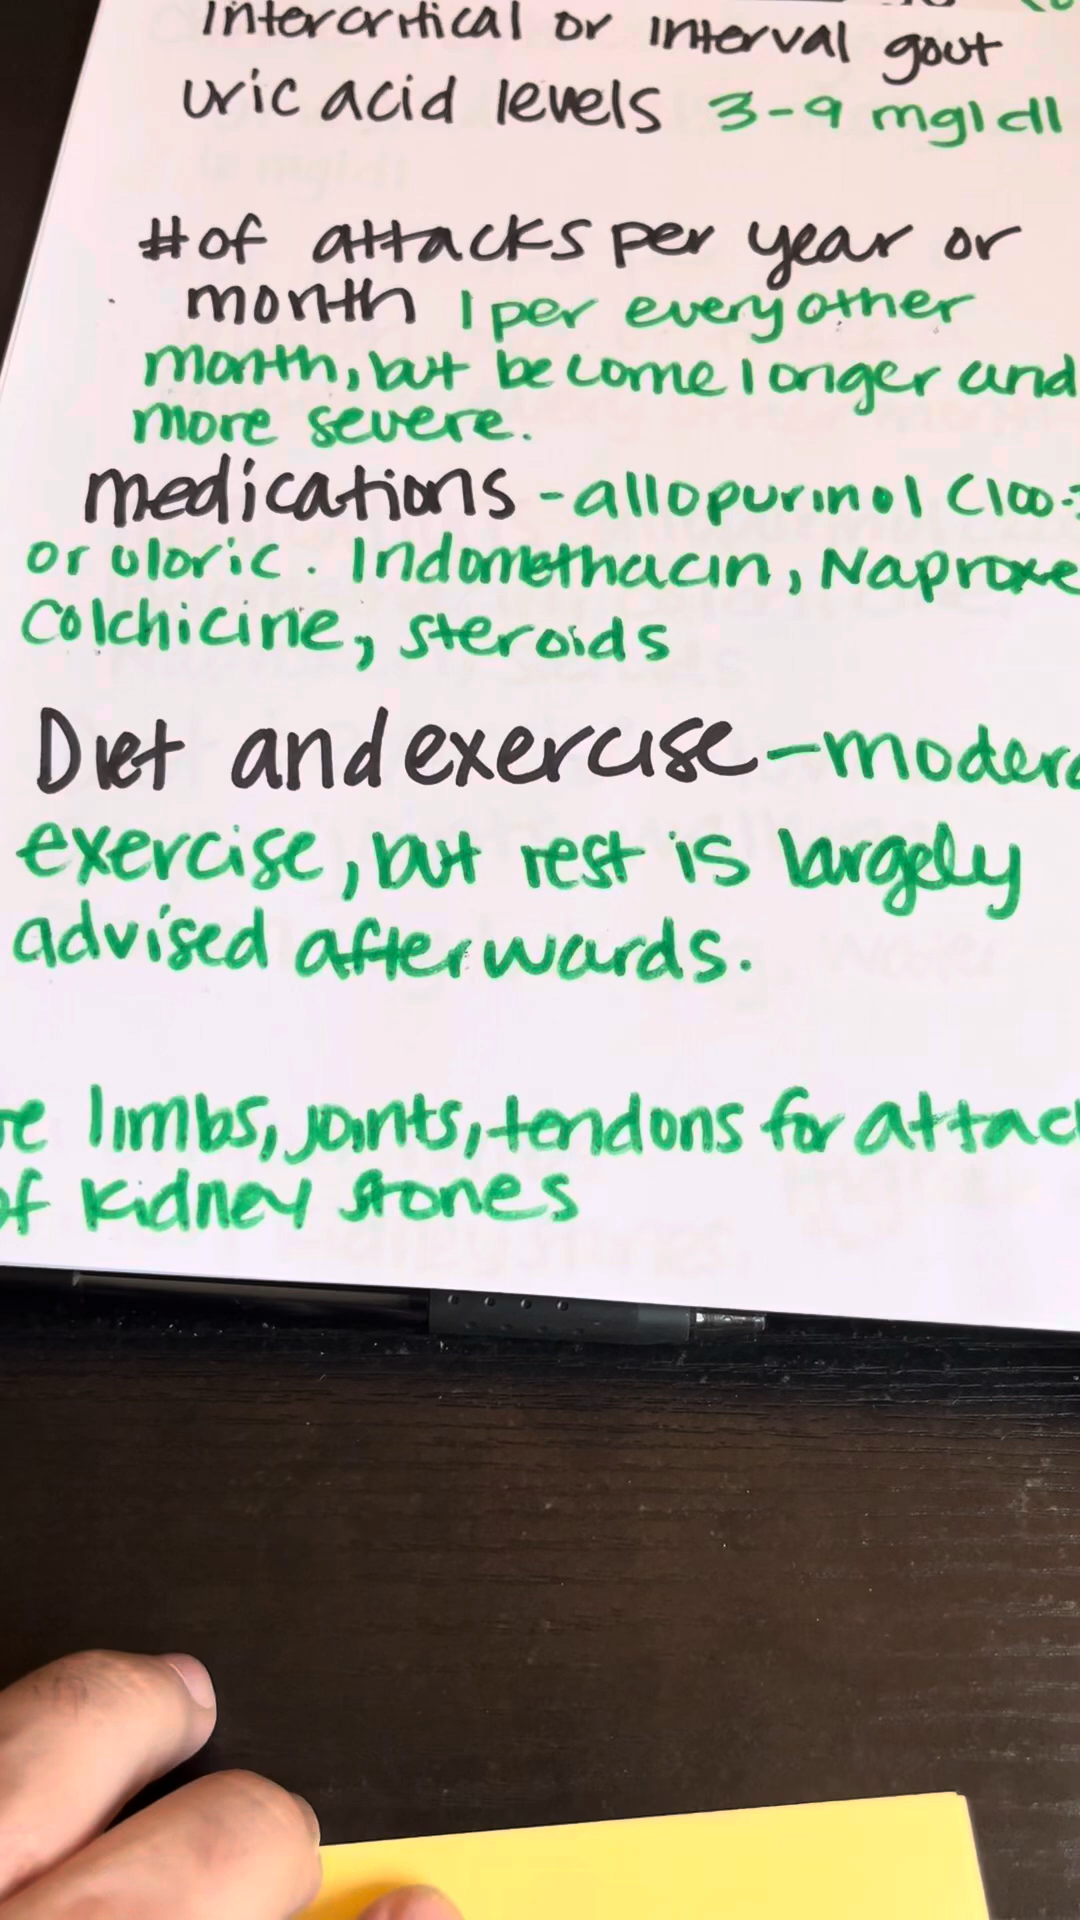 Intercritical or interval gout
uric acid levels 3-9 mg/dl
# of attacks per year or
month 1 per every other
month, but become longer and
more severe.
medications - allopurinol (100-
or uloric. Indomethacin, Naproxe
Colchicine, steroids
Diet and exercise - modera
exercise, but rest is largely
advised afterwards.
re limbs, joints, tendons for attac
of kidney stones